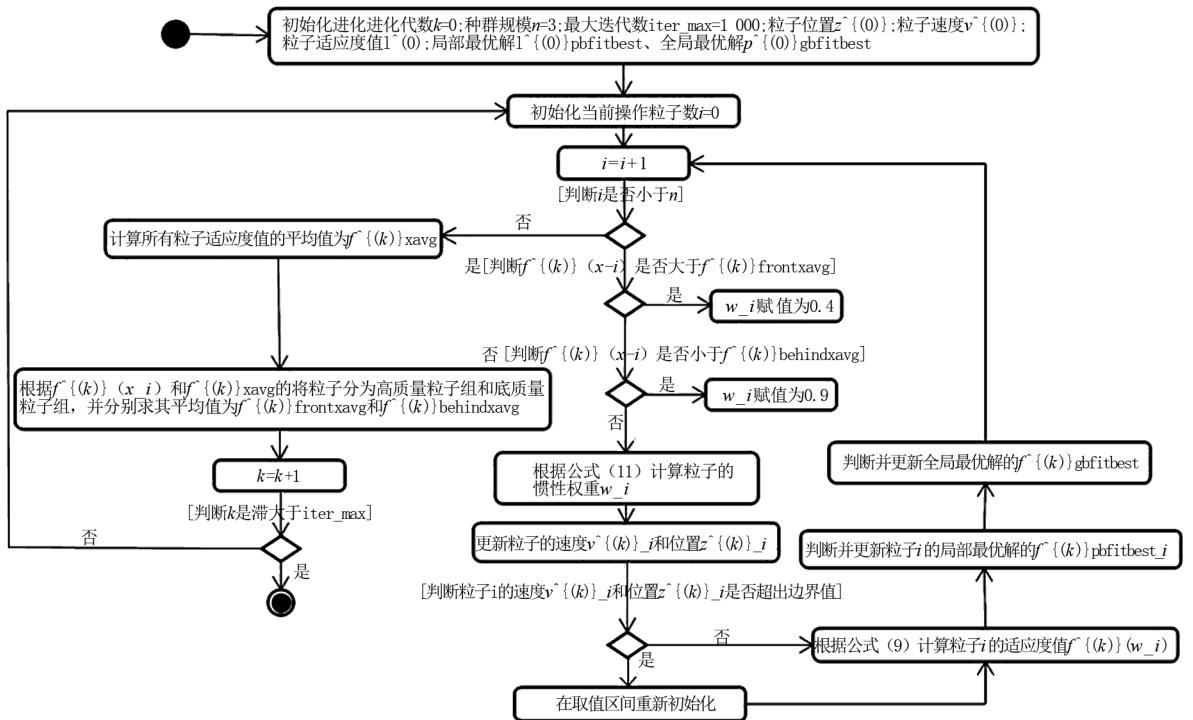 初始化进化进化代数k=0;种群规模n=3;最大迭代数iter_max=1 000;粒子位置z^{(0)};粒子速度v^{(0)};
粒子适应度值l^(0);局部最优解l^{(0)}pbfitbest、全局最优解p^{(0)}gbfitbest
初始化当前操作粒子数i=0
i=i+1
[判断i是否小于n]
否
计算所有粒子适应度值的平均值为f^{(k)}xavg
是[判断f^{(k)}(x-i) 是否大于f^{(k)}frontxavg]
是
w_i赋值为0.4
否[判断f^{(k)}(x-i)是否小于f^{(k)}behindxavg]
是
w_i赋值为0.9
否
根据f^{(k)}(x_i)和f^{(k)}xavg的将粒子分为高质量粒子组和底质量
粒子组，并分别求其平均值为f^{(k)}frontxavg和f^{(k)}behindxavg
k=k+1
[判断k是滞大于iter_max]
否
是
根据公式（11）计算粒子的
惯性权重w_i
更新粒子的速度v^{(k)}_i和位置z^{(k)}_i
[判断粒子i的速度v^{(k)}_i和位置z^{(k)}_i是否超出边界值]
否
是
在取值区间重新初始化
根据公式（9）计算粒子i的适应度值f^{(k)}(w_i)
判断并更新粒子i的局部最优解的f^{(k)}pbfitbest_i
判断并更新全局最优解的f^{(k)}gbfitbest